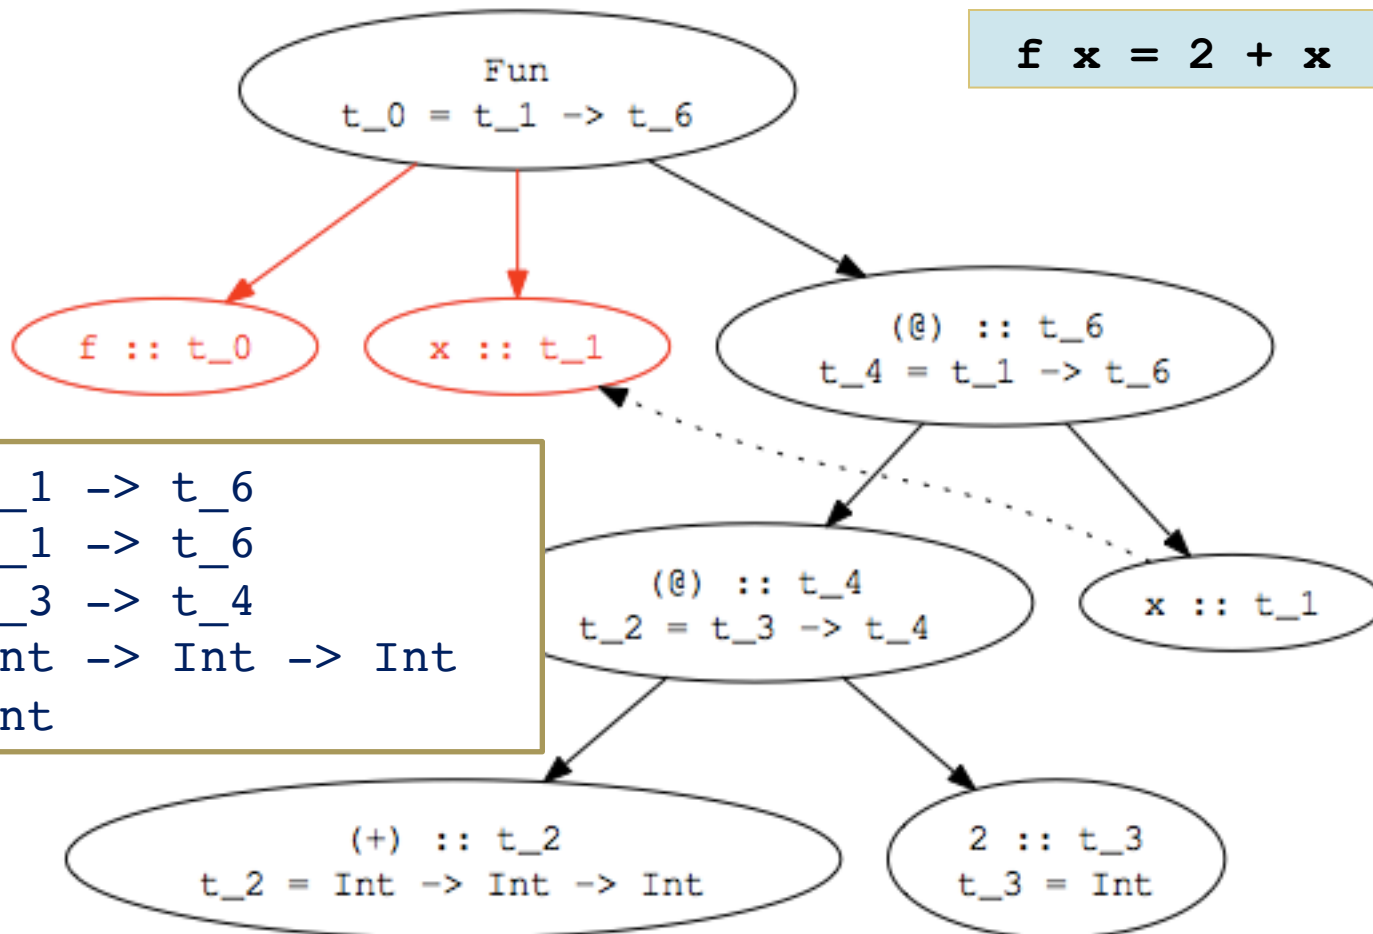 f x = 2 + x
Fun
t_0 = t_1 -> t_6
f :: t_0
x :: t_1
(@) :: t_6
t_4 = t_1 -> t_6
_1 -> t_6
_1 -> t_6
_3 -> t_4
nt -> Int -> Int
nt
(@) :: t_4
t_2 = t_3 -> t_4
x :: t_1
(+) :: t_2
t_2 = Int -> Int -> Int
2 :: t_3
t_3 = Int